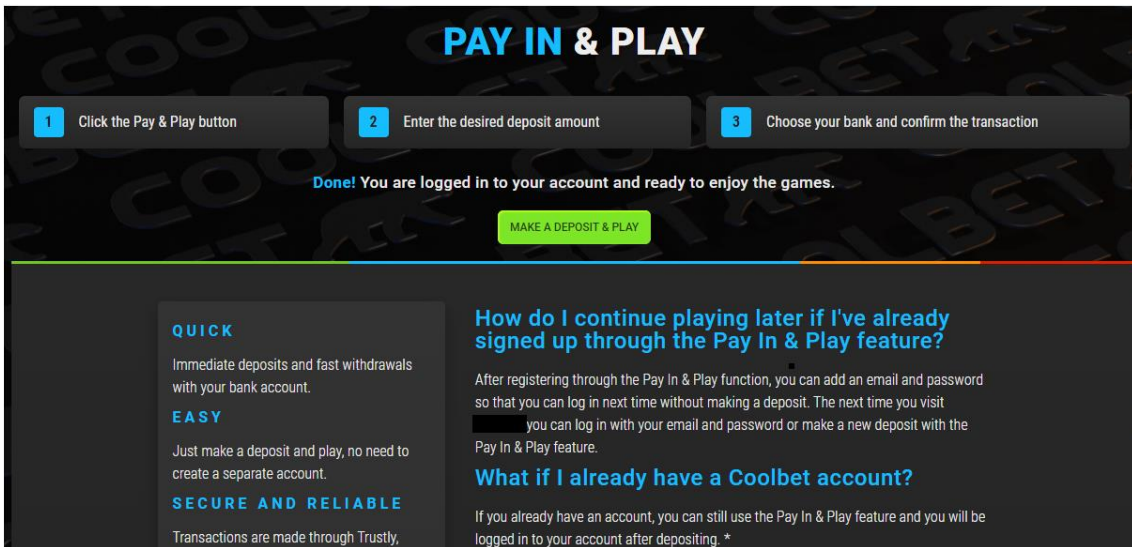 PAY IN & PLAY
1 Click the Pay & Play button
2 Enter the desired deposit amount
3 Choose your bank and confirm the transaction
Done! You are logged in to your account and ready to enjoy the games.
MAKE A DEPOSIT & PLAY
QUICK
Immediate deposits and fast withdrawals
with your bank account.
EASY
Just make a deposit and play, no need to
create a separate account.
SECURE AND RELIABLE
Transactions are made through Trustly,
How do I continue playing later if I've already
signed up through the Pay In & Play feature?
After registering through the Pay In & Play function, you can add an email and password
so that you can log in next time without making a deposit. The next time you visit
you can log in with your email and password or make a new deposit with the
Pay In & Play feature.
What if I already have a Coolbet account?
If you already have an account, you can still use the Pay In & Play feature and you will be
logged in to your account after depositing. *